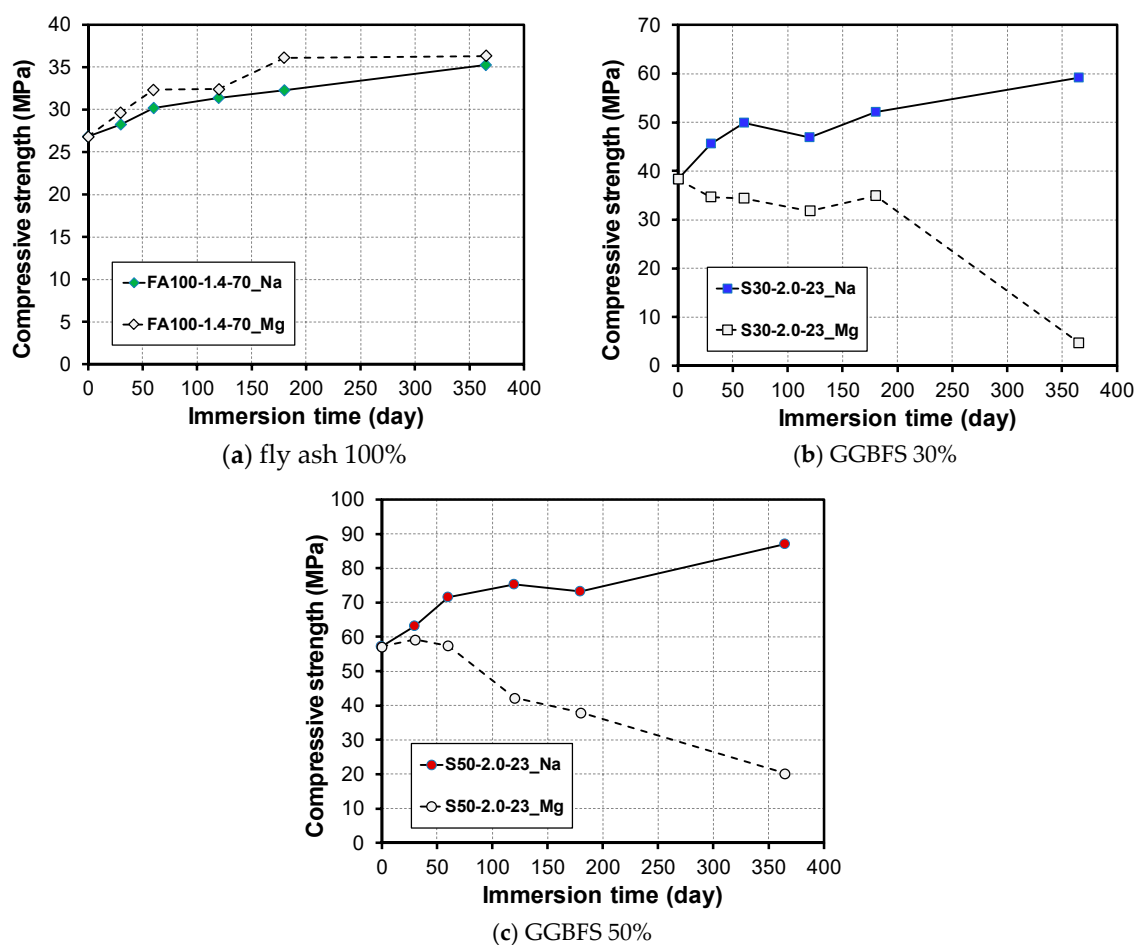 40
35
30
25
20
15
10
5
0
Compressive strength (MPa)
FA100-1.4-70_Na
FA100-1.4-70_Mg
0 50 100 150 200 250 300 350 400
Immersion time (day)
(a) fly ash 100%
70
60
50
40
30
20
10
0
Compressive strength (MPa)
S30-2.0-23_Na
S30-2.0-23_Mg
0 50 100 150 200 250 300 350 400
Immersion time (day)
(b) GGBFS 30%
100
90
80
70
60
50
40
30
20
10
0
Compressive strength (MPa)
S50-2.0-23_Na
S50-2.0-23_Mg
0 50 100 150 200 250 300 350 400
Immersion time (day)
(c) GGBFS 50%